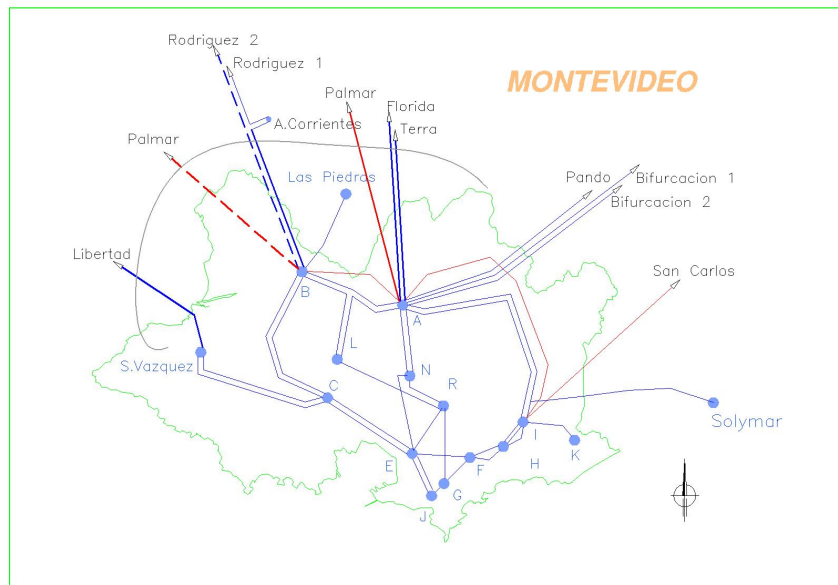 Rodriguez 2
Rodriguez 1
MONTEVIDEO
Palmar
Florida
A.Corrientes
Terra
Palmar
Las Piedras
Pando
Bifurcacion 1
Bifurcacion 2
Libertad
San Carlos
B
A
S.Vazquez
L
N
C
R
Solymar
E
I
F
H
K
G
J